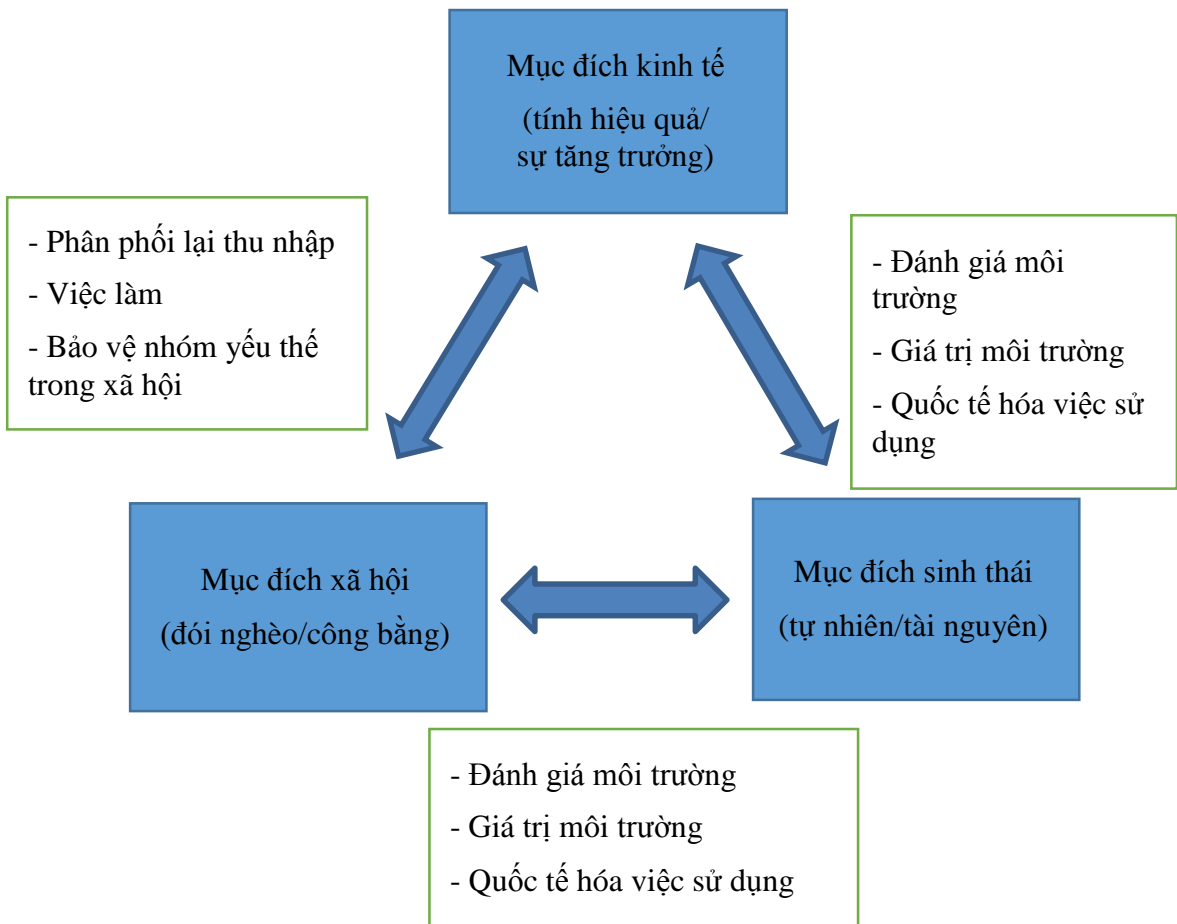 Mục đích kinh tế
(tính hiệu quả/
sự tăng trưởng)
- Phân phối lại thu nhập
- Việc làm
- Bảo vệ nhóm yếu thế
trong xã hội
- Đánh giá môi
trường
- Giá trị môi trường
- Quốc tế hóa việc sử
dụng
Mục đích xã hội
(đói nghèo/công bằng)
Mục đích sinh thái
(tự nhiên/tài nguyên)
- Đánh giá môi trường
- Giá trị môi trường
- Quốc tế hóa việc sử dụng